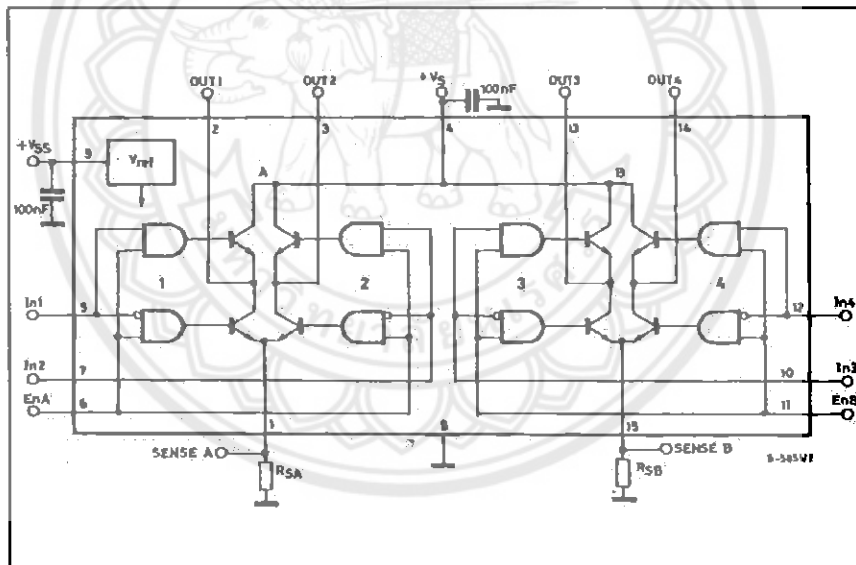 OUT1 OUT2 +VS 100nF OUT3 OUT4
2 3 4 13 14
+VSS 9 Vref
100nF
A B
1 2 3 4
In1 5 12 In4
In2 7 10 In3
EnA 6 11 EnB
1 8 15
SENSE A SENSE B
RSA RSB